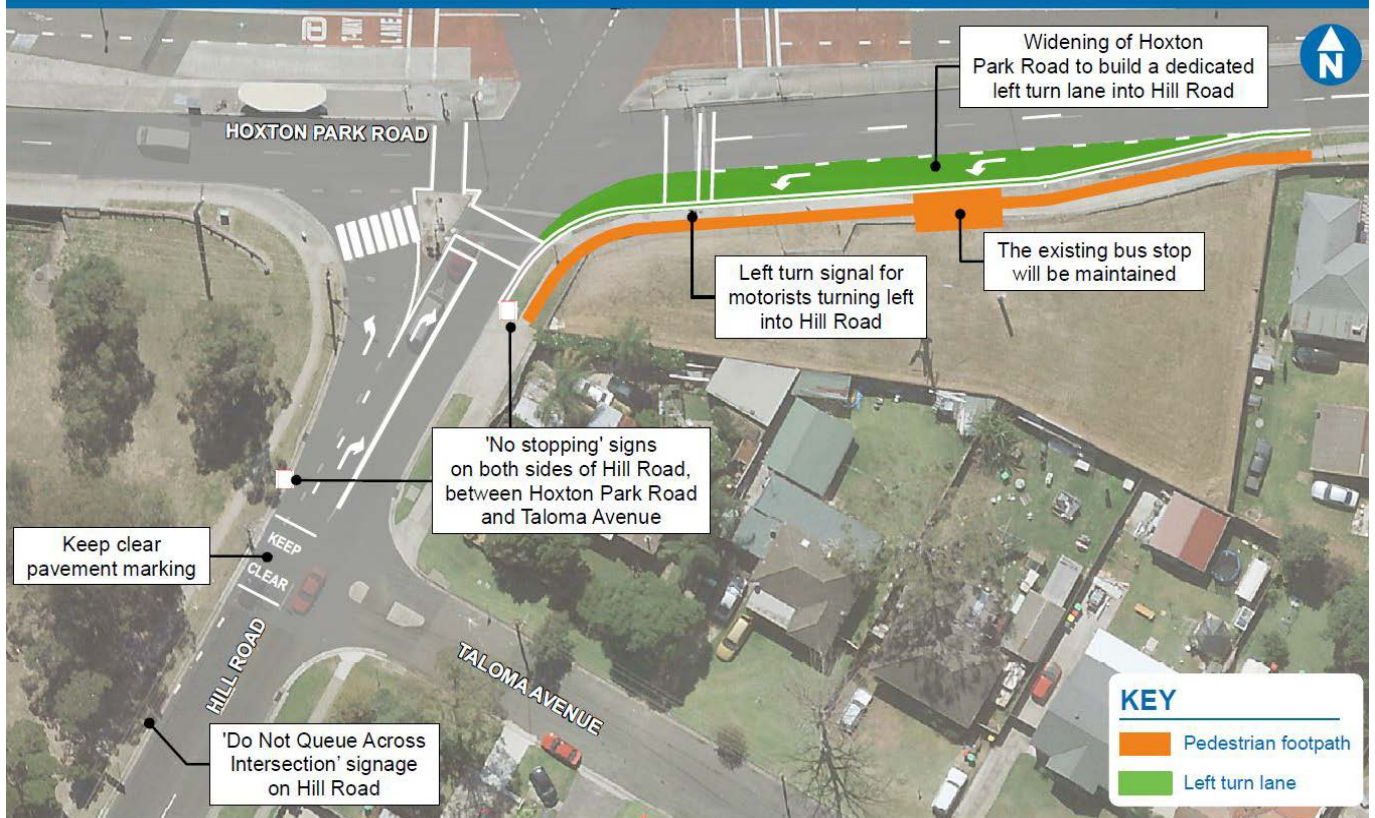 T-WAY
LANE
N
Widening of Hoxton
Park Road to build a dedicated
left turn lane into Hill Road
HOXTON PARK ROAD
The existing bus stop
will be maintained
Left turn signal for
motorists turning left
into Hill Road
'No stopping' signs
on both sides of Hill Road,
between Hoxton Park Road
and Taloma Avenue
Keep clear
pavement marking
KEEP
CLEAR
HILL ROAD
TALOMA AVENUE
'Do Not Queue Across
Intersection' signage
on Hill Road
KEY
Pedestrian footpath
Left turn lane